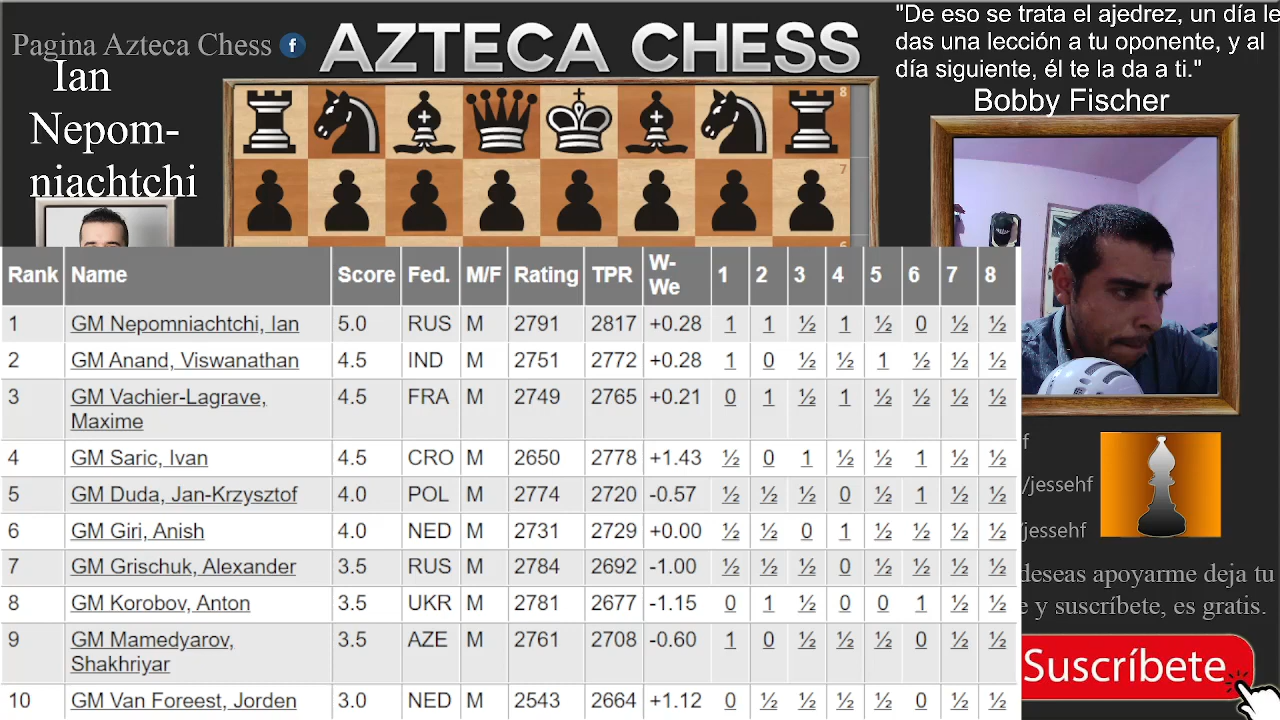 Pagina Azteca Chess f
AZTECA CHESS
"De eso se trata el ajedrez, un día le
das una lección a tu oponente, y al
día siguiente, él te la da a ti."
Bobby Fischer
Ian
Nepom-
niachtchi
8
7
Rank Name Score Fed. M/F Rating TPR W-We 1 2 3 4 5 6 7 8
1 GM Nepomniachtchi, Ian 5.0 RUS M 2791 2817 +0.28 1 1 ½ 1 ½ 0 ½ ½
2 GM Anand, Viswanathan 4.5 IND M 2751 2772 +0.28 1 0 ½ ½ 1 ½ ½ ½
3 GM Vachier-Lagrave, 4.5 FRA M 2749 2765 +0.21 0 1 ½ 1 ½ ½ ½ ½
Maxime
4 GM Saric, Ivan 4.5 CRO M 2650 2778 +1.43 ½ 0 1 ½ ½ 1 ½ ½
5 GM Duda, Jan-Krzysztof 4.0 POL M 2774 2720 -0.57 ½ ½ ½ 0 ½ 1 ½ ½
6 GM Giri, Anish 4.0 NED M 2731 2729 +0.00 ½ ½ 0 1 ½ ½ ½ ½
7 GM Grischuk, Alexander 3.5 RUS M 2784 2692 -1.00 ½ ½ ½ 0 ½ ½ ½ ½
8 GM Korobov, Anton 3.5 UKR M 2781 2677 -1.15 0 1 ½ 0 0 1 ½ ½
9 GM Mamedyarov, 3.5 AZE M 2761 2708 -0.60 1 0 ½ ½ ½ 0 ½ ½
Shakhriyar
10 GM Van Foreest, Jorden 3.0 NED M 2543 2664 +1.12 0 ½ ½ ½ ½ 0 ½ ½
f
/jessehf
/jessehf
deseas apoyarme deja tu
e y suscríbete, es gratis.
Suscríbete